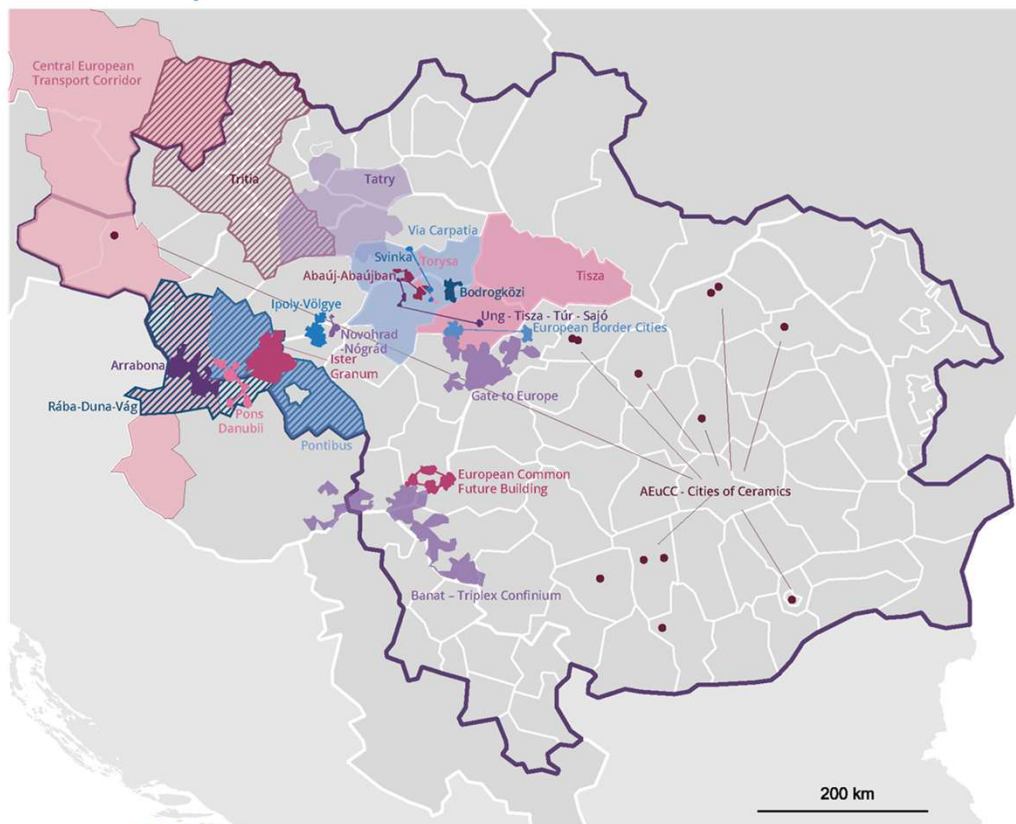 Central European
Transport Corridor
Tritia
Tatry
Via Carpatia
Svinka
Torysa
Abaúj-Abaújban
Tisza
Bodrogközi
Ipoly-Völgye
Ung - Tisza - Túr - Sajó
European Border Cities
Novohrad
-Nógrád
Arrabona
Ister
Granum
Gate to Europe
Rába-Duna-Vág
Pons
Danubii
Pontibus
European Common
Future Building
AEuCC - Cities of Ceramics
Banat – Triplex Confinium
200 km